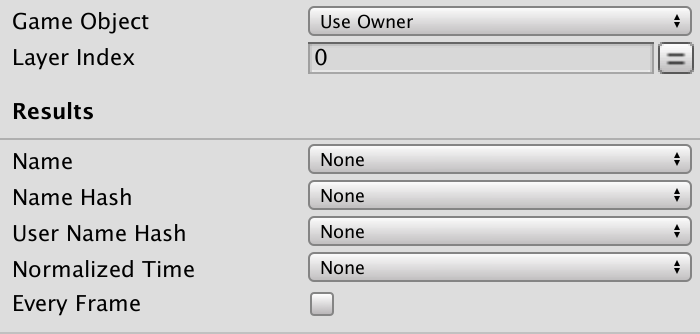 Game Object Use Owner
Layer Index 0 =
Results
Name None
Name Hash None
User Name Hash None
Normalized Time None
Every Frame